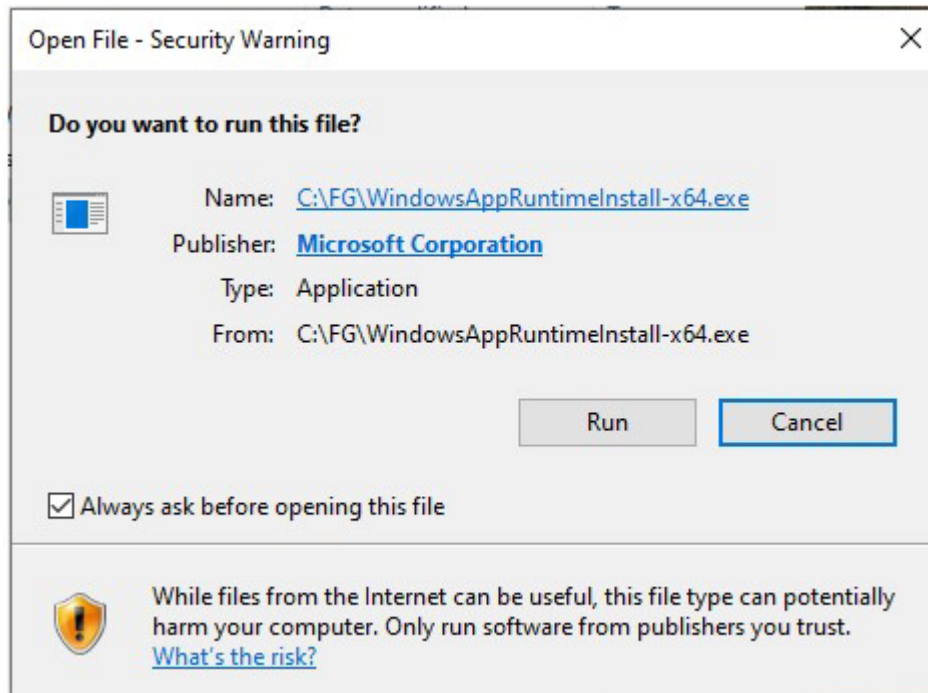 Open File - Security Warning
Do you want to run this file?
Name: C:\FG\WindowsAppRuntimeInstall-x64.exe
Publisher: Microsoft Corporation
Type: Application
From: C:\FG\WindowsAppRuntimeInstall-x64.exe
Run Cancel
Always ask before opening this file
While files from the Internet can be useful, this file type can potentially
harm your computer. Only run software from publishers you trust.
What's the risk?